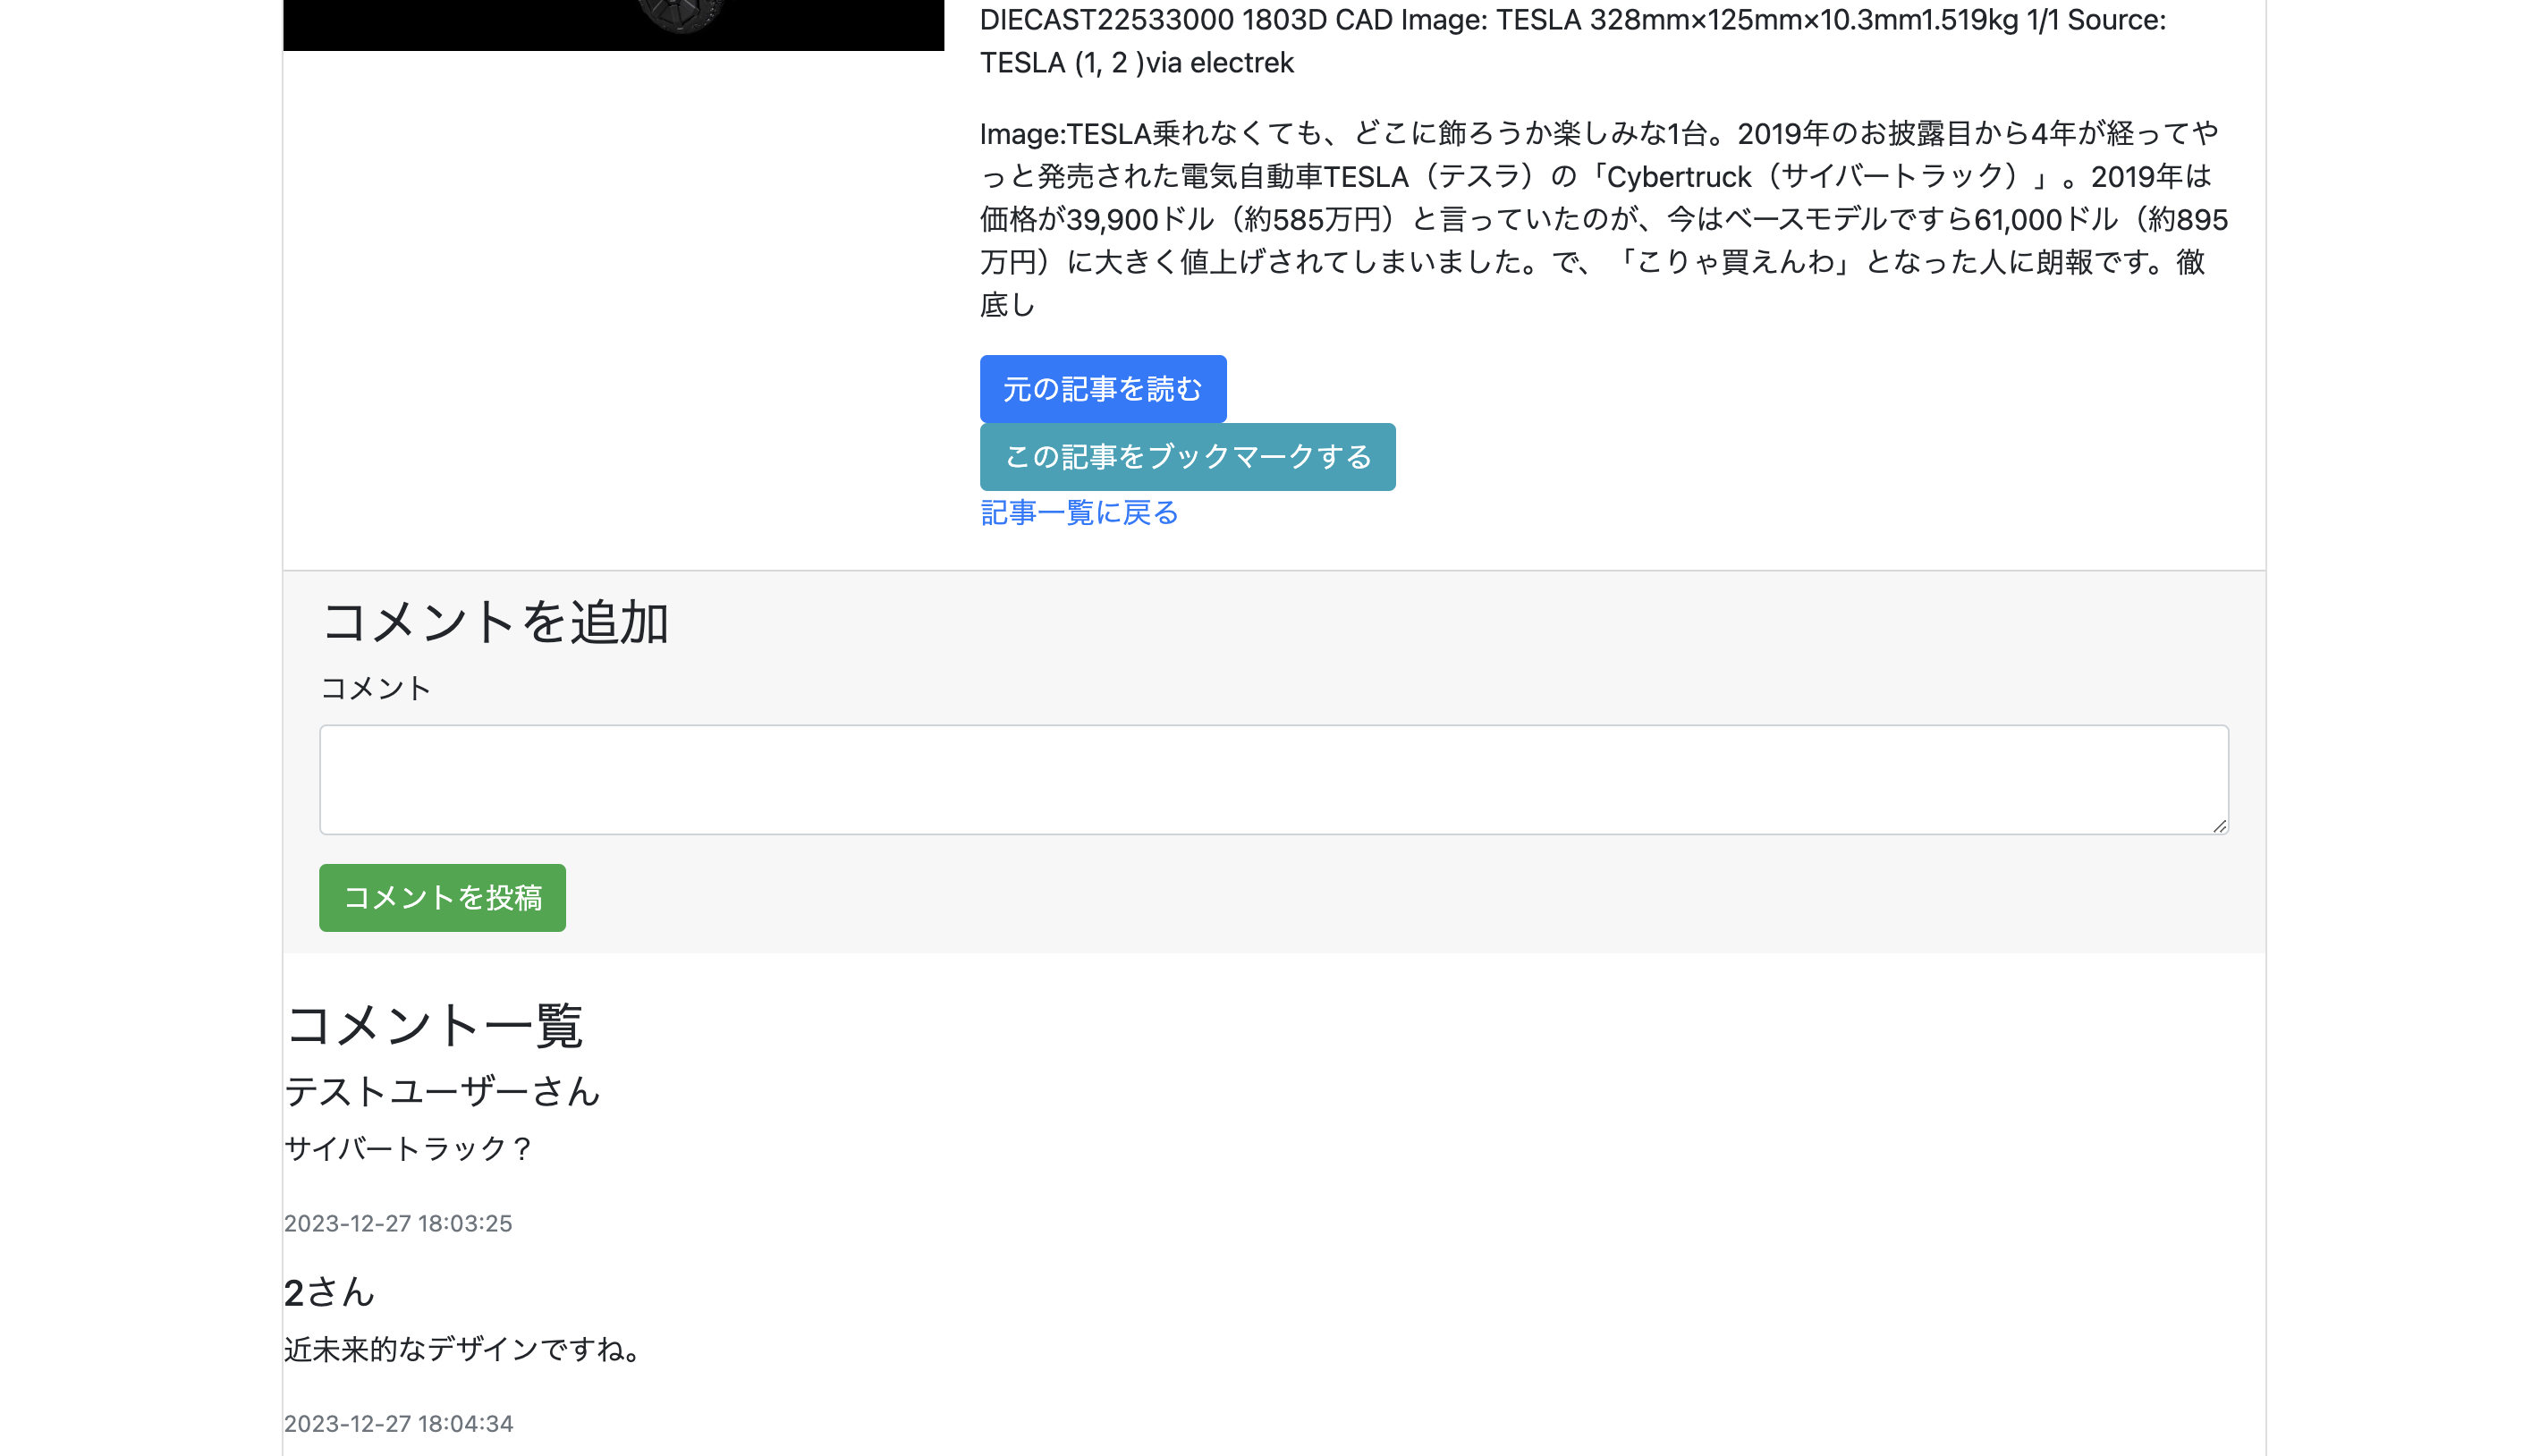 DIECAST22533000 1803D CAD Image: TESLA 328mm×125mm×10.3mm1.519kg 1/1 Source:
TESLA (1, 2 )via electrek
Image:TESLA乗れなくても、どこに飾ろうか楽しみな1台。2019年のお披露目から4年が経ってや
っと発売された電気自動車TESLA（テスラ）の「Cybertruck（サイバートラック）」。2019年は
価格が39,900ドル（約585万円）と言っていたのが、今はベースモデルですら61,000ドル（約895
万円）に大きく値上げされてしまいました。で、「こりゃ買えんわ」となった人に朗報です。徹
底し
元の記事を読む
この記事をブックマークする
記事一覧に戻る
コメントを追加
コメント
コメントを投稿
コメント一覧
テストユーザーさん
サイバートラック？
2023-12-27 18:03:25
2さん
近未来的なデザインですね。
2023-12-27 18:04:34